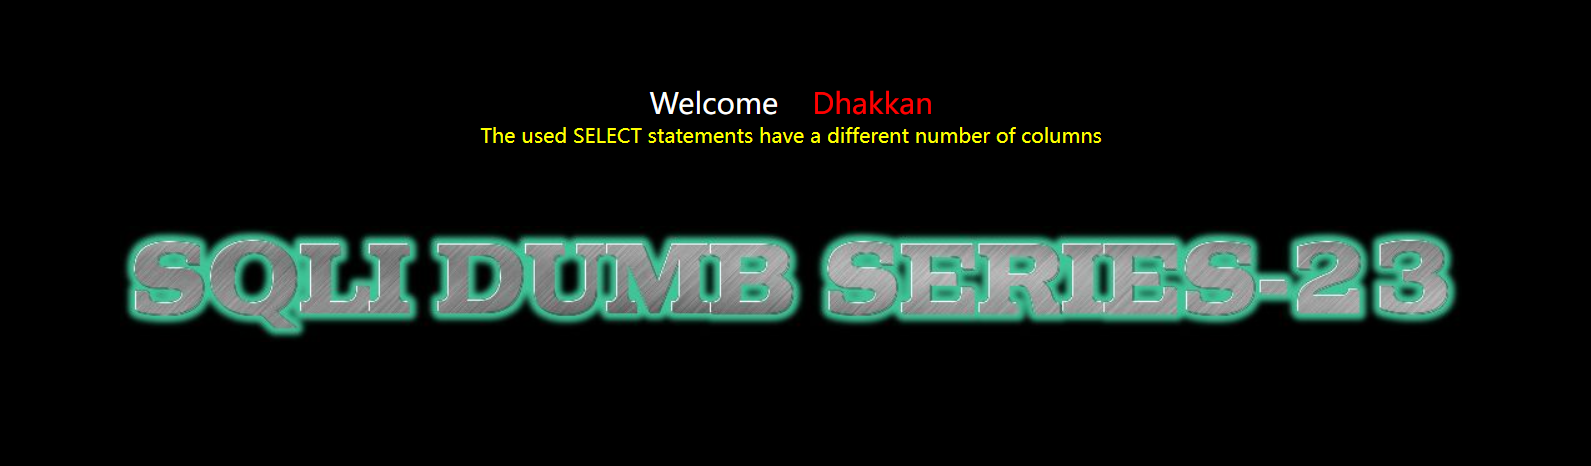 Welcome Dhakkan
The used SELECT statements have a different number of columns
SQLI DUMB SERIES-23